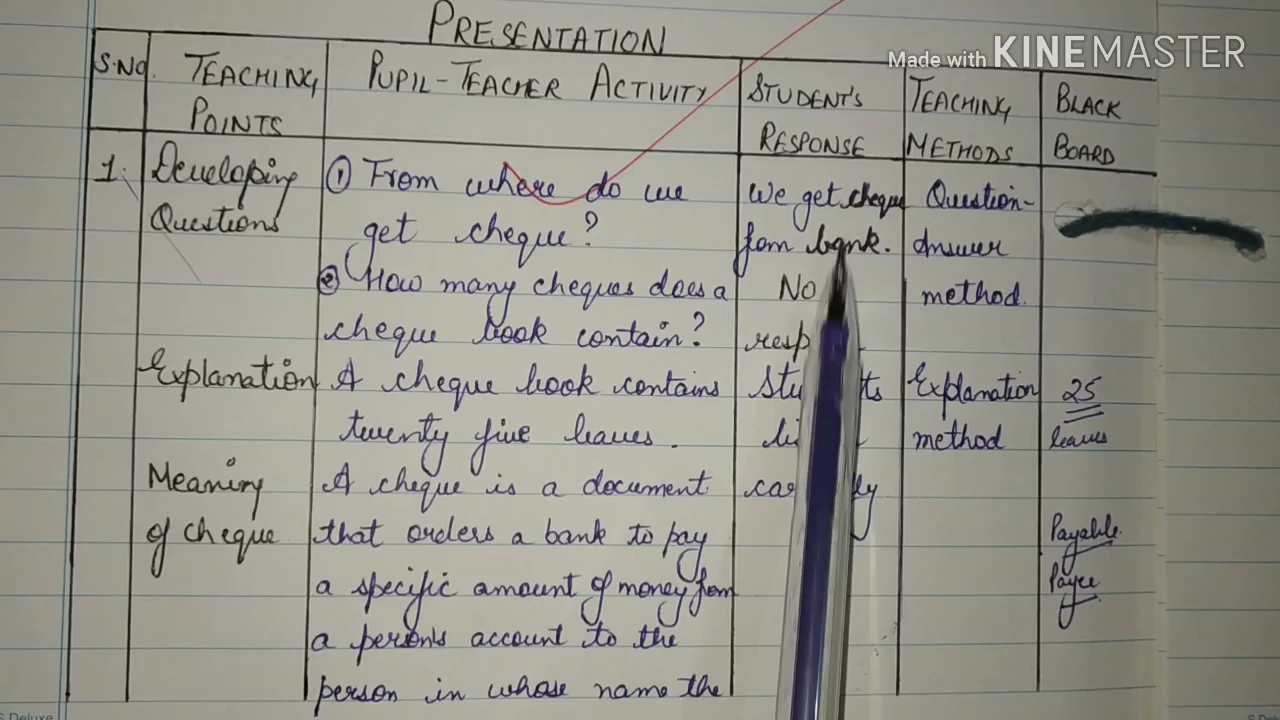 PRESENTATION
Made with KINEMASTER
S.No. TEACHING POINTS PUPIL-TEACHER ACTIVITY STUDENT'S RESPONSE TEACHING METHODS BLACK BOARD
1. Developing Questions
① From where do we
get cheque?
② How many cheques does a
cheque book contain?
We get cheque
from bank.
No
Question-
Answer
method.
Explanation
A cheque book contains
twenty five leaves.
Explanation
method
25
leaves
Meaning
of cheque
A cheque is a document
that orders a bank to pay
a specific amount of money from
a person's account to the
person in whose name the
Payable
Payee